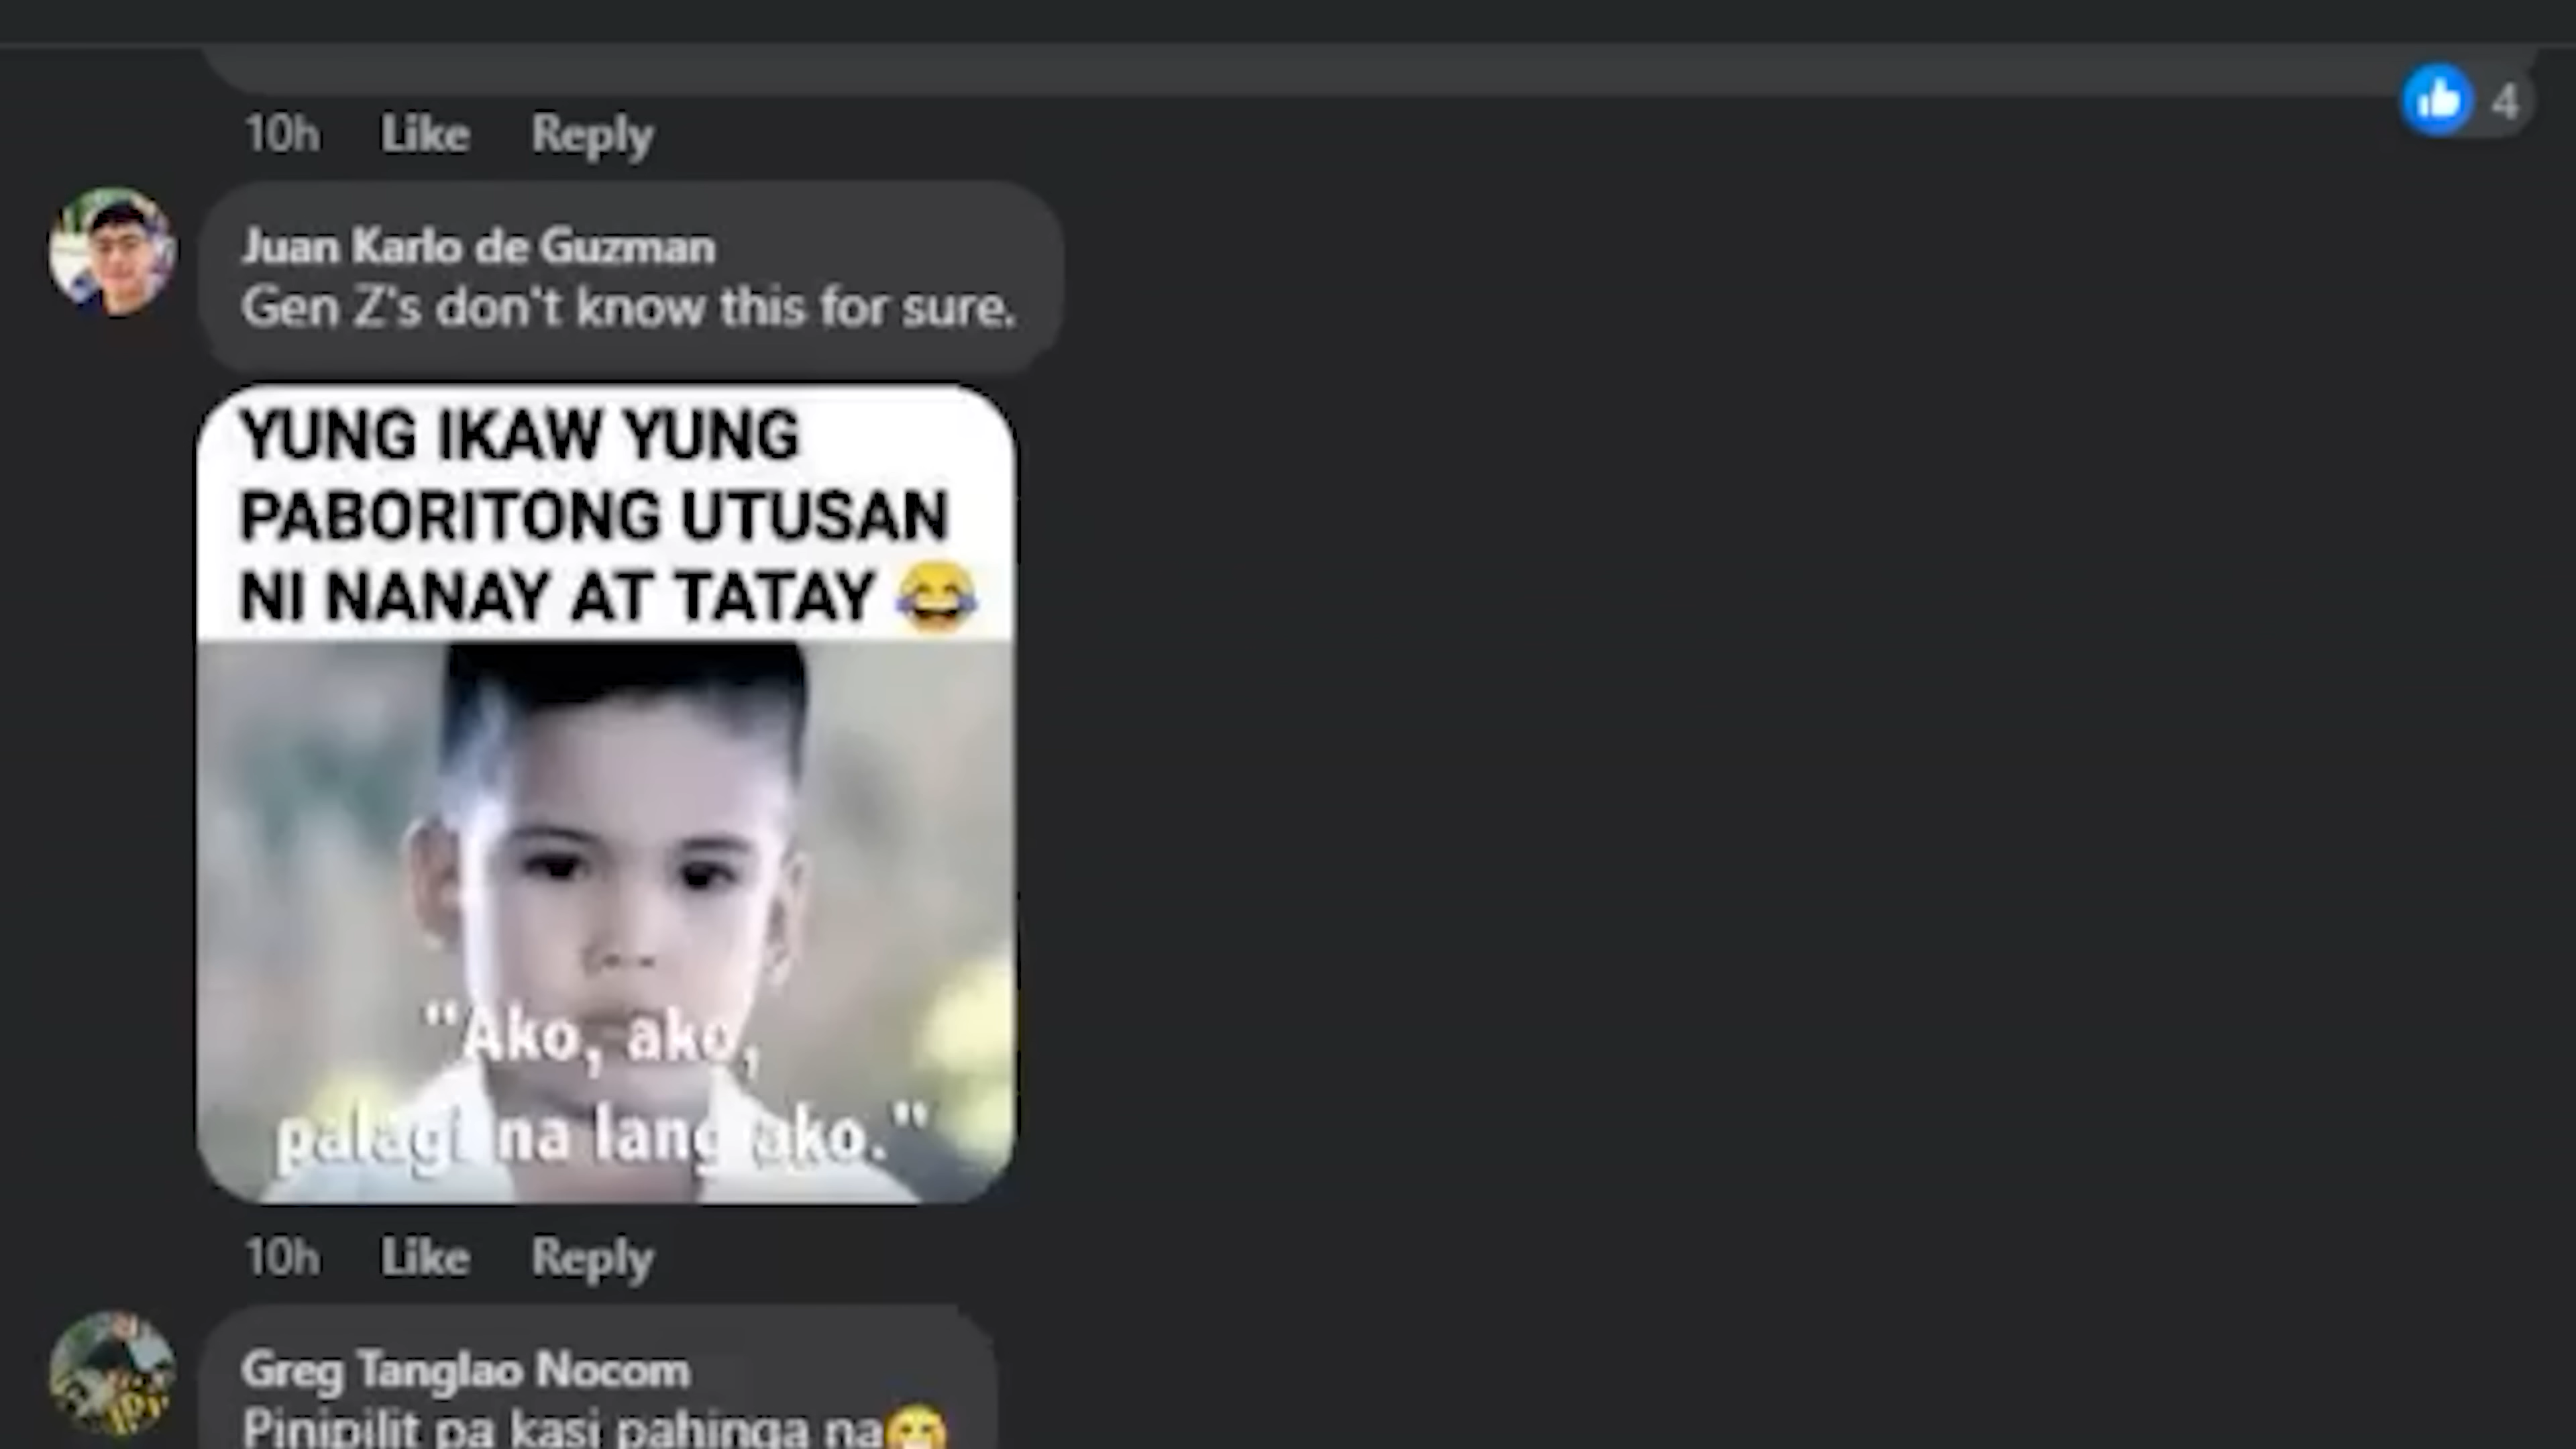 4
10h Like Reply
Juan Karlo de Guzman
Gen Z's don't know this for sure.
YUNG IKAW YUNG
PABORITONG UTUSAN
NI NANAY AT TATAY 😂
"Ako, ako,
palagi na lang ako."
10h Like Reply
Greg Tanglao Nocom
Pinipilit pa kasi pahinga na